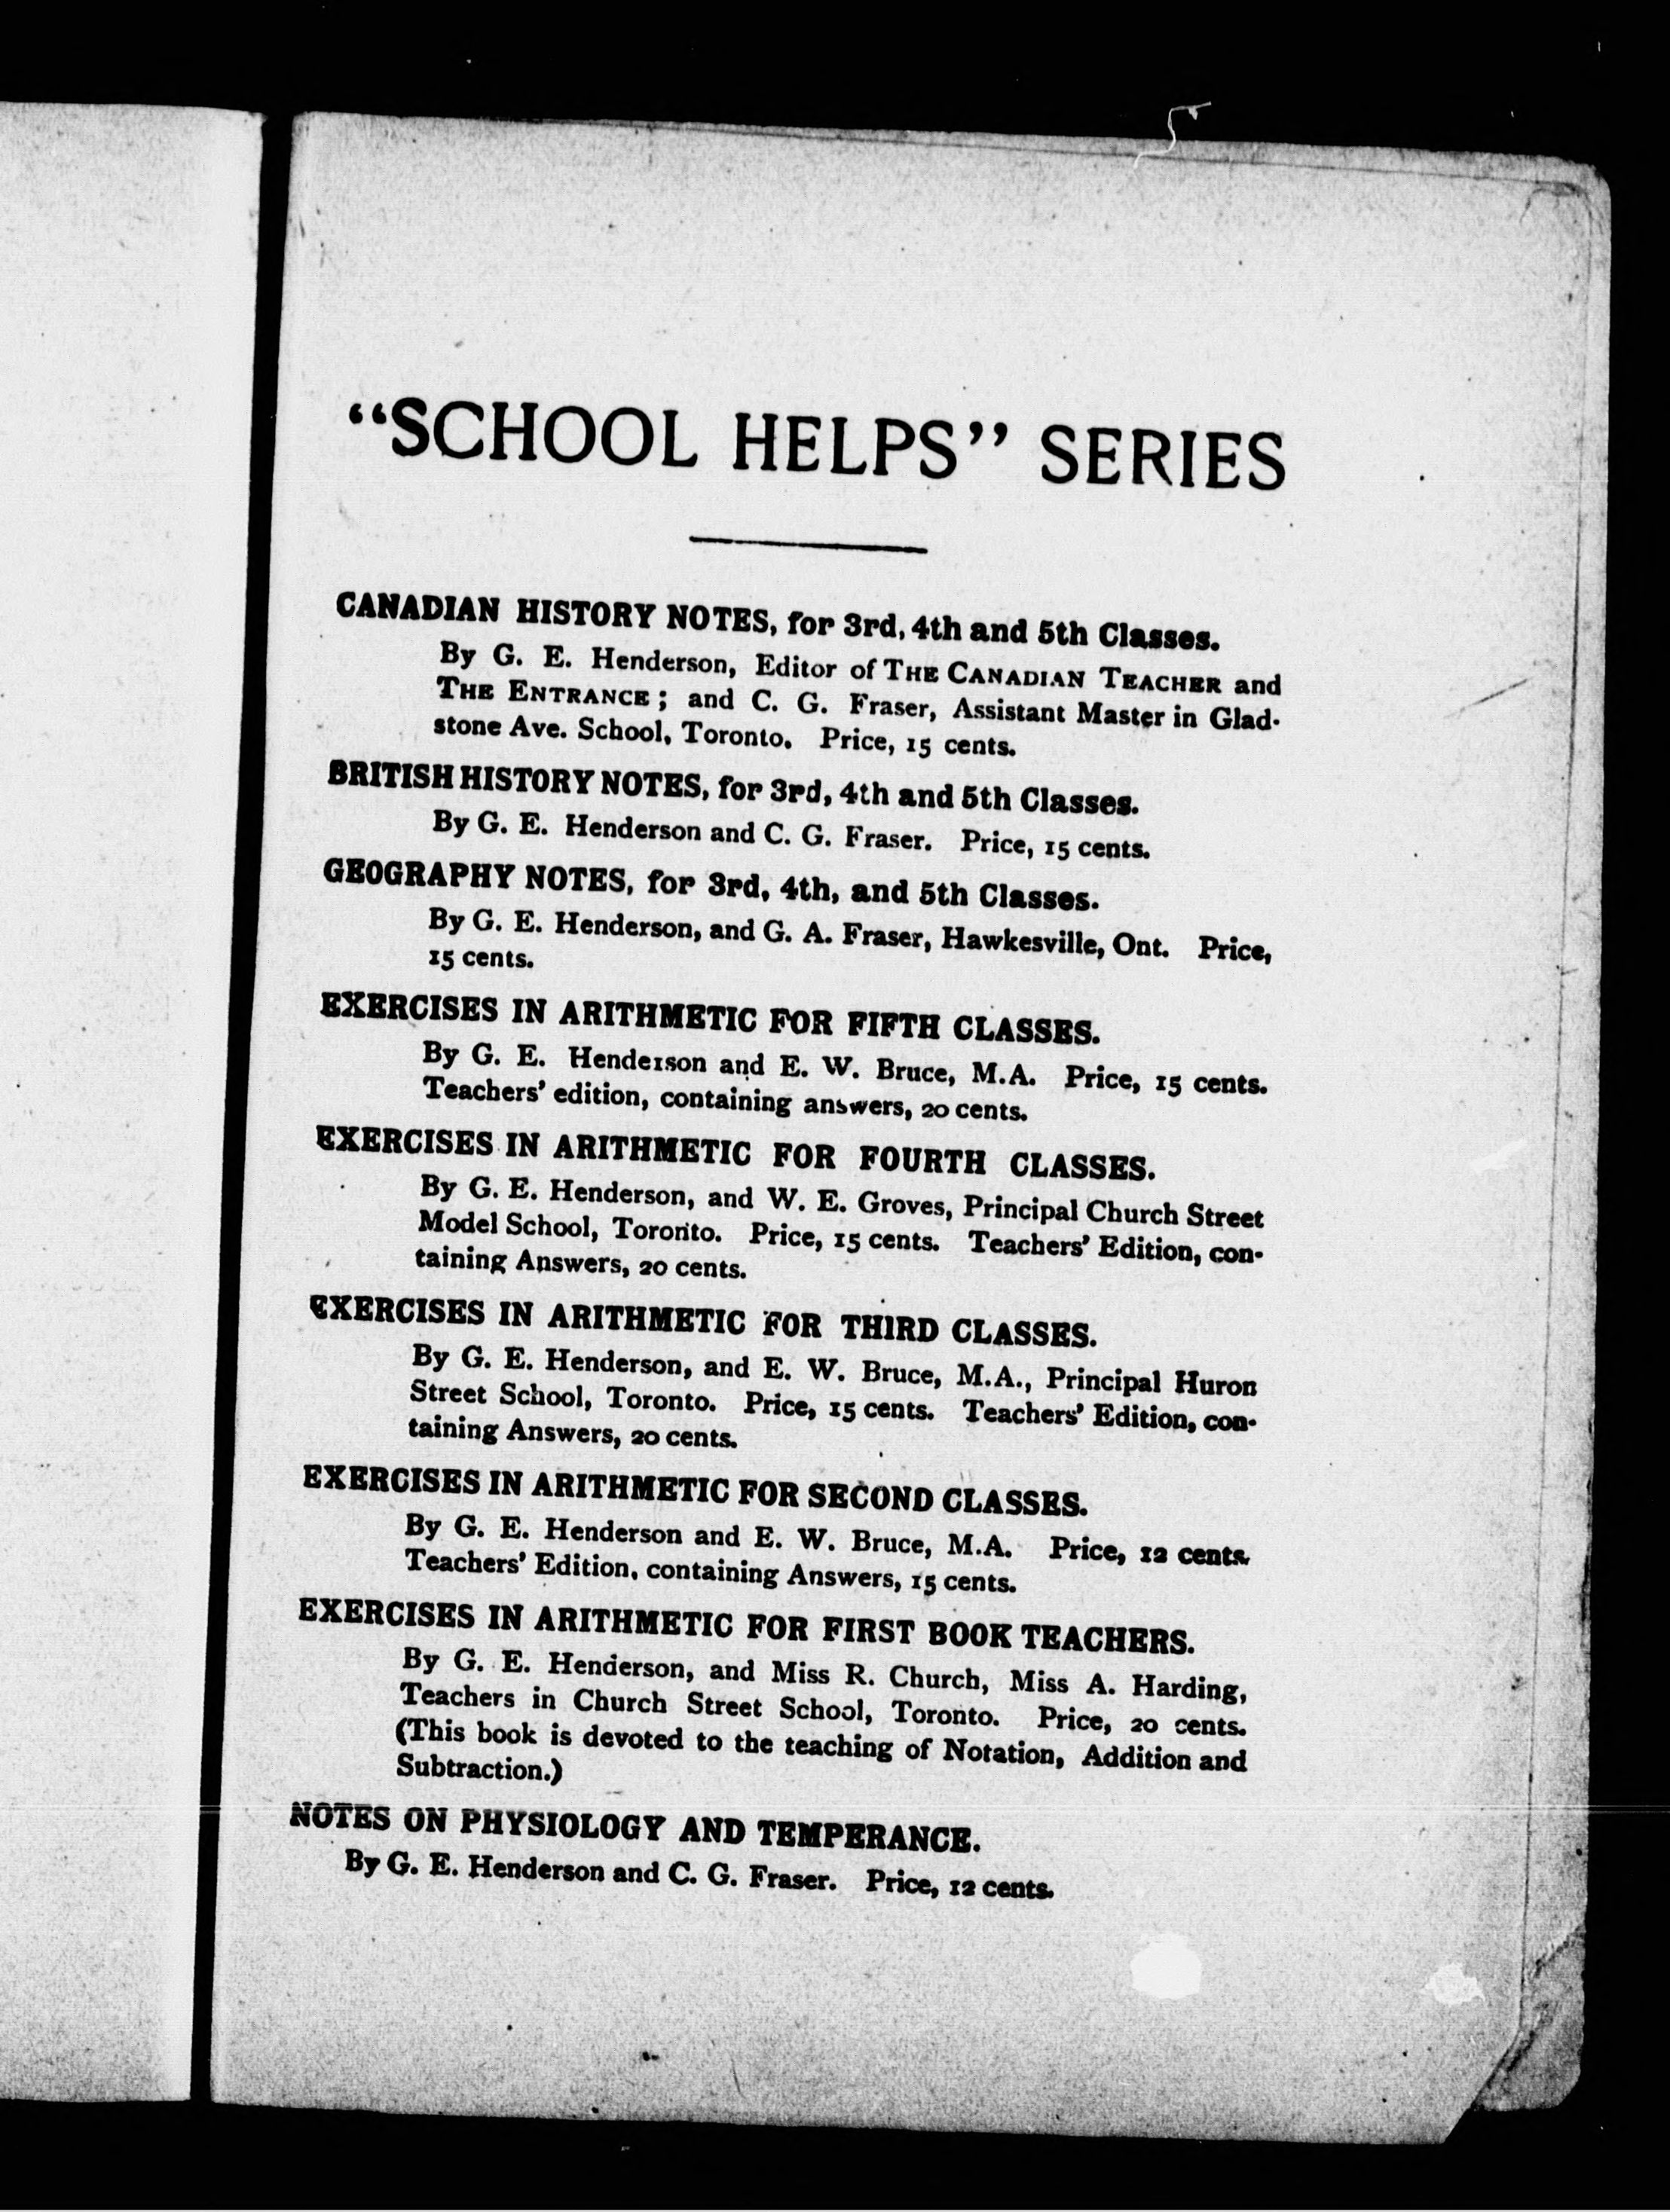 “SCHOOL HELPS” SERIES
CANADIAN HISTORY NOTES, for 3rd, 4th and 5th Classes.
By G. E. Henderson, Editor of THE CANADIAN TEACHER and
THE ENTRANCE; and C. G. Fraser, Assistant Master in Glad-
stone Ave. School, Toronto. Price, 15 cents.
BRITISH HISTORY NOTES, for 3rd, 4th and 5th Classes.
By G. E. Henderson and C. G. Fraser. Price, 15 cents.
GEOGRAPHY NOTES, for 3rd, 4th, and 5th Classes.
By G. E. Henderson, and G. A. Fraser, Hawkesville, Ont. Price,
15 cents.
EXERCISES IN ARITHMETIC FOR FIFTH CLASSES.
By G. E. Henderson and E. W. Bruce, M.A. Price, 15 cents.
Teachers’ edition, containing answers, 20 cents.
EXERCISES IN ARITHMETIC FOR FOURTH CLASSES.
By G. E. Henderson, and W. E. Groves, Principal Church Street
Model School, Toronto. Price, 15 cents. Teachers’ Edition, con-
taining Answers, 20 cents.
EXERCISES IN ARITHMETIC FOR THIRD CLASSES.
By G. E. Henderson, and E. W. Bruce, M.A., Principal Huron
Street School, Toronto. Price, 15 cents. Teachers’ Edition, con-
taining Answers, 20 cents.
EXERCISES IN ARITHMETIC FOR SECOND CLASSES.
By G. E. Henderson and E. W. Bruce, M.A. Price, 12 cents.
Teachers’ Edition, containing Answers, 15 cents.
EXERCISES IN ARITHMETIC FOR FIRST BOOK TEACHERS.
By G. E. Henderson, and Miss R. Church, Miss A. Harding,
Teachers in Church Street School, Toronto. Price, 20 cents.
(This book is devoted to the teaching of Notation, Addition and
Subtraction.)
NOTES ON PHYSIOLOGY AND TEMPERANCE.
By G. E. Henderson and C. G. Fraser. Price, 12 cents.